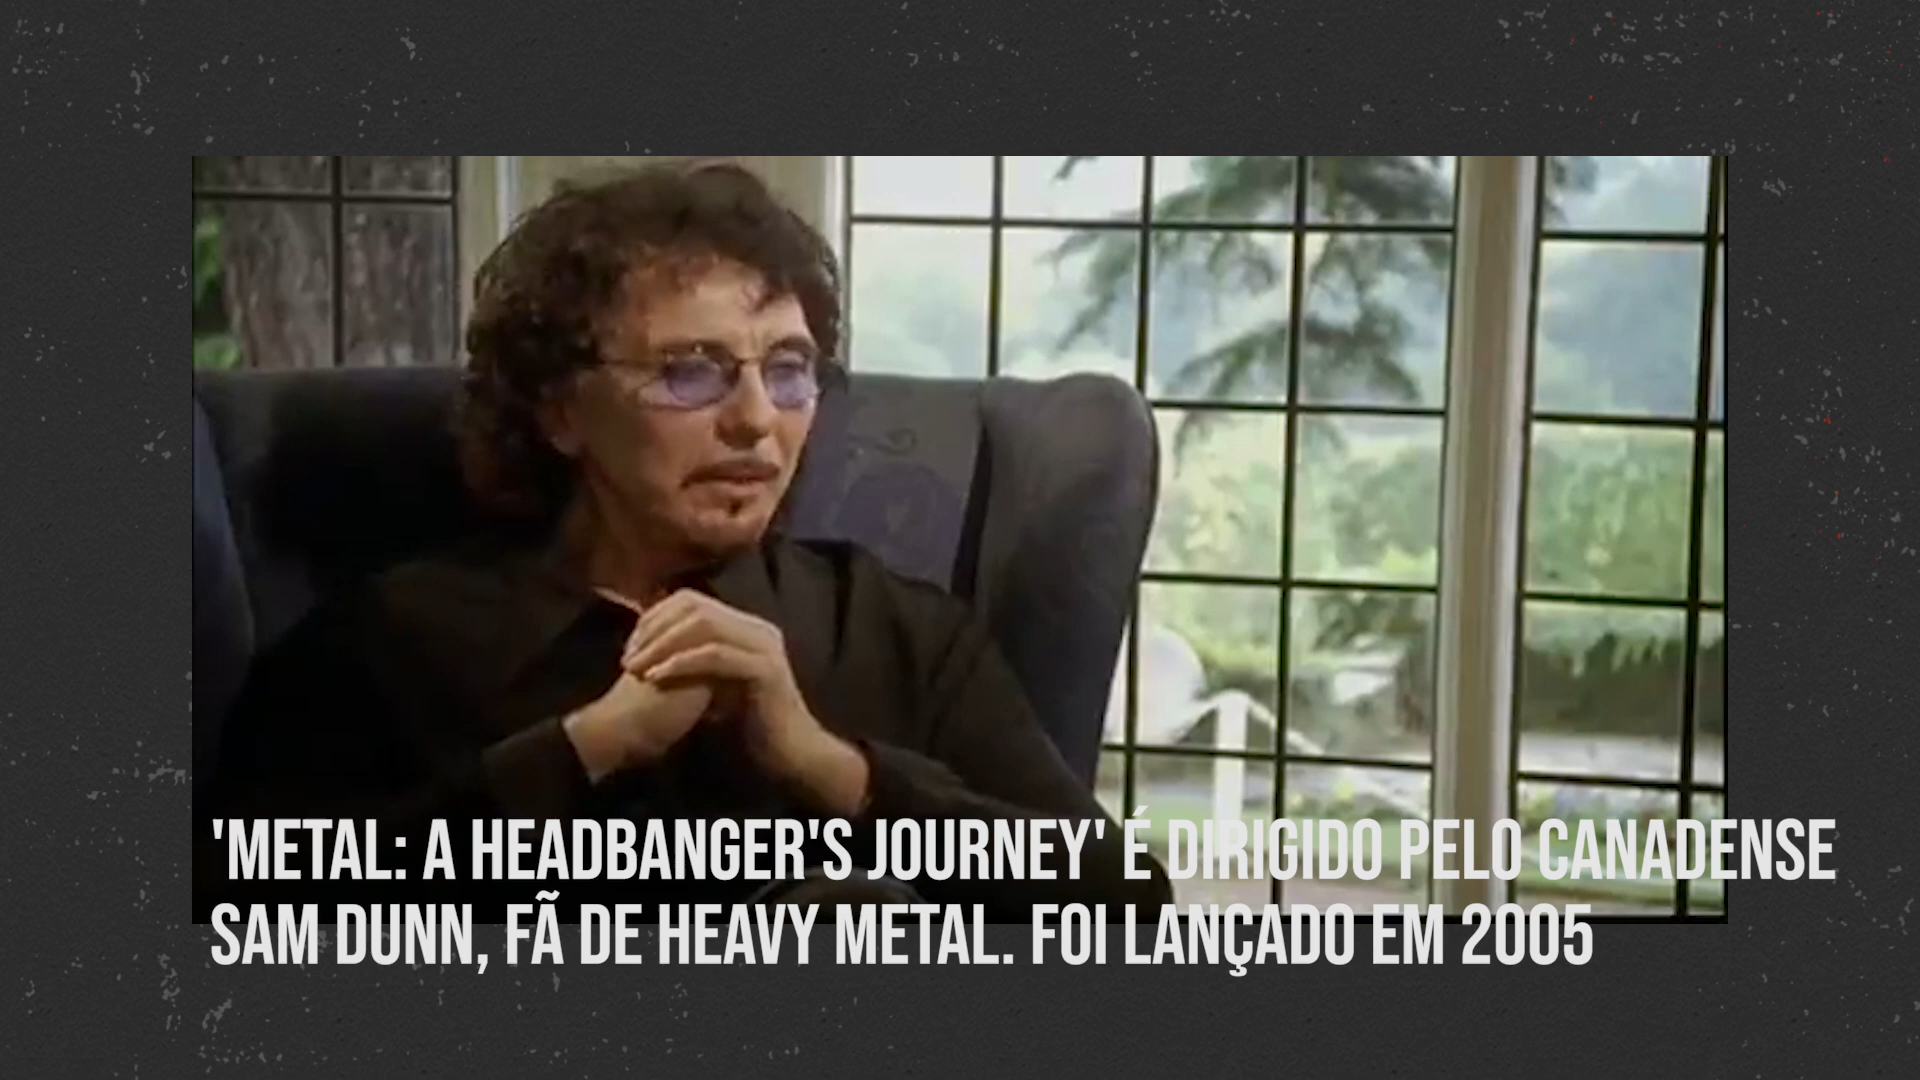 'METAL: A HEADBANGER'S JOURNEY' É DIRIGIDO PELO CANADENSE
SAM DUNN, FÃ DE HEAVY METAL. FOI LANÇADO EM 2005